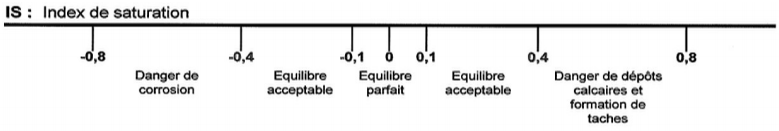 IS : Index de saturation
-0,8 -0,4 -0,1 0 0,1 0,4 0,8
Danger de corrosion
Equilibre acceptable
Equilibre parfait
Equilibre acceptable
Danger de dépôts calcaires et formation de taches